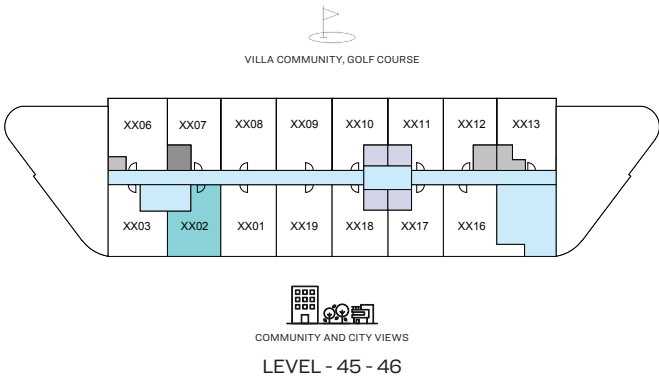 VILLA COMMUNITY, GOLF COURSE
XX06 XX07 XX08 XX09 XX10 XX11 XX12 XX13
XX03 XX02 XX01 XX19 XX18 XX17 XX16
COMMUNITY AND CITY VIEWS
LEVEL - 45 - 46